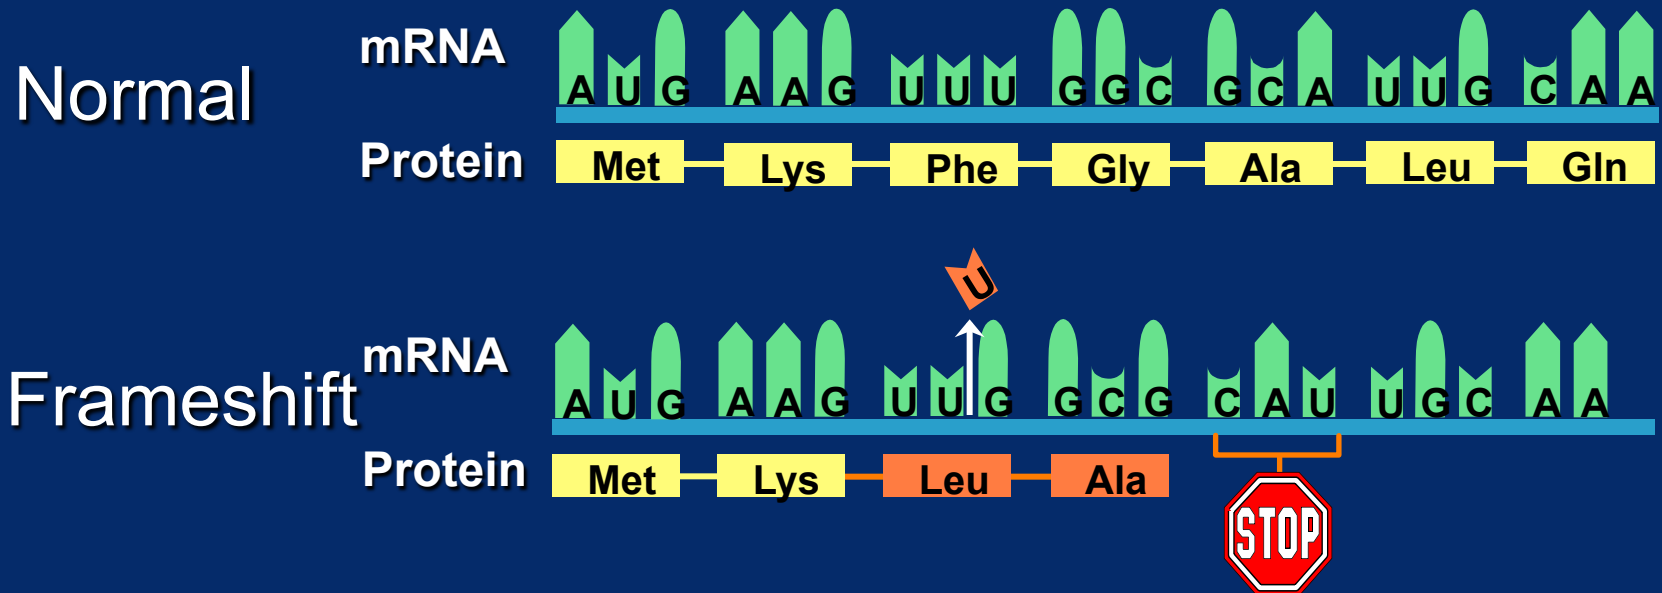 Normal
mRNA
A U G A A G U U U G G C G C A U U G C A A
Protein
Met Lys Phe Gly Ala Leu Gln
U
Frameshift
mRNA
A U G A A G U U G G C G C A U U G C A A
Protein
Met Lys Leu Ala
STOP